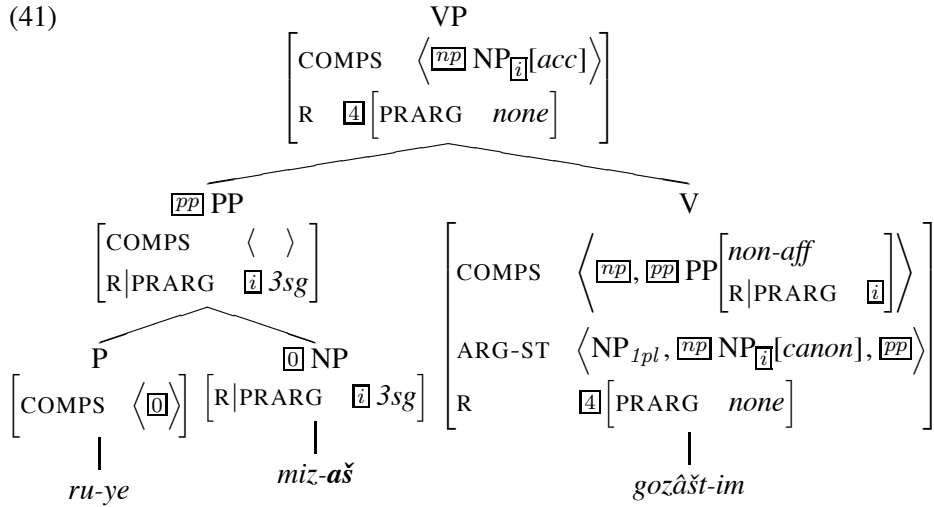 (41)
VP
COMPS ⟨ np NP i [acc] ⟩
R 4 [PRARG none]
pp PP
V
COMPS ⟨ ⟩
R|PRARG i 3sg
COMPS ⟨ np , pp PP [ non-aff
R|PRARG i ] ⟩
ARG-ST ⟨ NP 1pl , np NP i [canon], pp ⟩
R 4 [PRARG none]
P
0 NP
[COMPS ⟨ 0 ⟩]
[R|PRARG i 3sg]
ru-ye
miz-aš
gozâšt-im